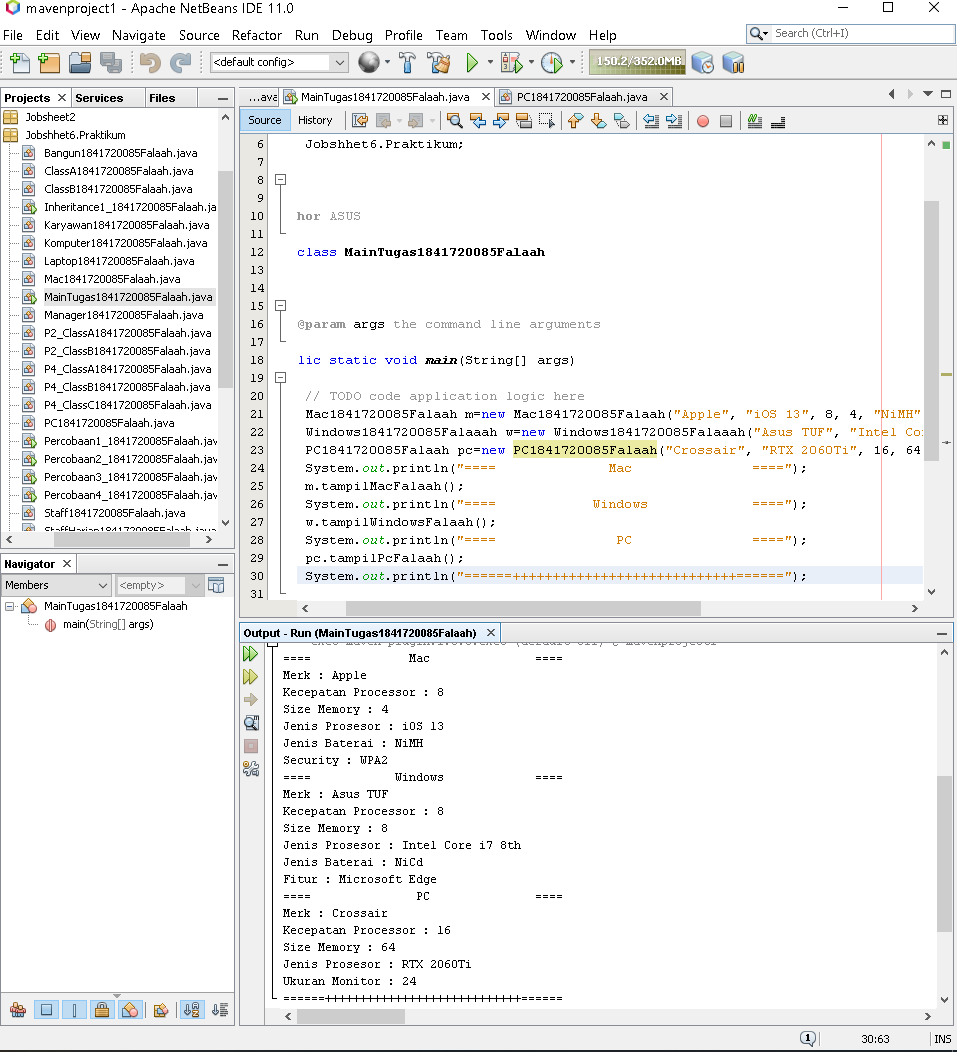 mavenproject1 - Apache NetBeans IDE 11.0
File Edit View Navigate Source Refactor Run Debug Profile Team Tools Window Help
Search (Ctrl+I)
<default config>
150.2/352.0MB
Projects Services Files
Jobsheet2
Jobshhet6.Praktikum
Bangun1841720085Falaah.java
ClassA1841720085Falaah.java
ClassB1841720085Falaah.java
Inheritance1_1841720085Falaah.ja
Karyawan1841720085Falaah.java
Komputer1841720085Falaah.java
Laptop1841720085Falaah.java
Mac1841720085Falaah.java
MainTugas1841720085Falaah.java
Manager1841720085Falaah.java
P2_ClassA1841720085Falaah.java
P2_ClassB1841720085Falaah.java
P4_ClassA1841720085Falaah.java
P4_ClassB1841720085Falaah.java
P4_ClassC1841720085Falaah.java
PC1841720085Falaah.java
Percobaan1_1841720085Falaah.java
Percobaan2_1841720085Falaah.java
Percobaan3_1841720085Falaah.java
Percobaan4_1841720085Falaah.java
Staff1841720085Falaah.java
StaffHarian1841720085Falaah.java
Navigator
Members <empty>
MainTugas1841720085Falaah
main(String[] args)
...ava MainTugas1841720085Falaah.java PC1841720085Falaah.java
Source History
6 Jobshhet6.Praktikum;
7
8
9
10 hor ASUS
11
12 class MainTugas1841720085Falaah
13
14
15
16 @param args the command line arguments
17
18 lic static void main(String[] args)
19
20 // TODO code application logic here
21 Mac1841720085Falaah m=new Mac1841720085Falaah("Apple", "iOS 13", 8, 4, "NiMH"
22 Windows1841720085Falaaah w=new Windows1841720085Falaaah("Asus TUF", "Intel Co
23 PC1841720085Falaah pc=new PC1841720085Falaah("Crossair", "RTX 2060Ti", 16, 64
24 System.out.println("==== Mac ====");
25 m.tampilMacFalaah();
26 System.out.println("==== Windows ====");
27 w.tampilWindowsFalaah();
28 System.out.println("==== PC ====");
29 pc.tampilPcFalaah();
30 System.out.println("======++++++++++++++++++++++++++++======");
31
Output - Run (MainTugas1841720085Falaah)
==== Mac ====
Merk : Apple
Kecepatan Processor : 8
Size Memory : 4
Jenis Prosesor : iOS 13
Jenis Baterai : NiMH
Security : WPA2
==== Windows ====
Merk : Asus TUF
Kecepatan Processor : 8
Size Memory : 8
Jenis Prosesor : Intel Core i7 8th
Jenis Baterai : NiCd
Fitur : Microsoft Edge
==== PC ====
Merk : Crossair
Kecepatan Processor : 16
Size Memory : 64
Jenis Prosesor : RTX 2060Ti
Ukuran Monitor : 24
======++++++++++++++++++++++++++++======
1 30:63 INS